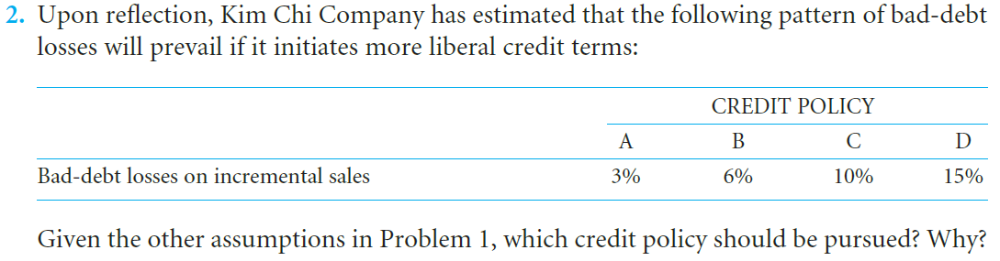 2. Upon reflection, Kim Chi Company has estimated that the following pattern of bad-debt
losses will prevail if it initiates more liberal credit terms:
CREDIT POLICY
A B C D
Bad-debt losses on incremental sales 3% 6% 10% 15%
Given the other assumptions in Problem 1, which credit policy should be pursued? Why?